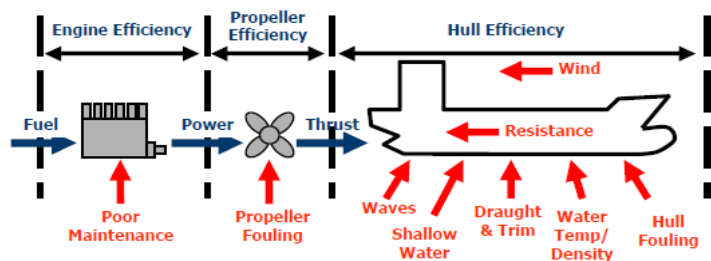 Engine Efficiency
Propeller
Efficiency
Hull Efficiency
Wind
Fuel
Power
Thrust
Resistance
Poor
Maintenance
Propeller
Fouling
Waves
Shallow
Water
Draught
& Trim
Water
Temp/
Density
Hull
Fouling